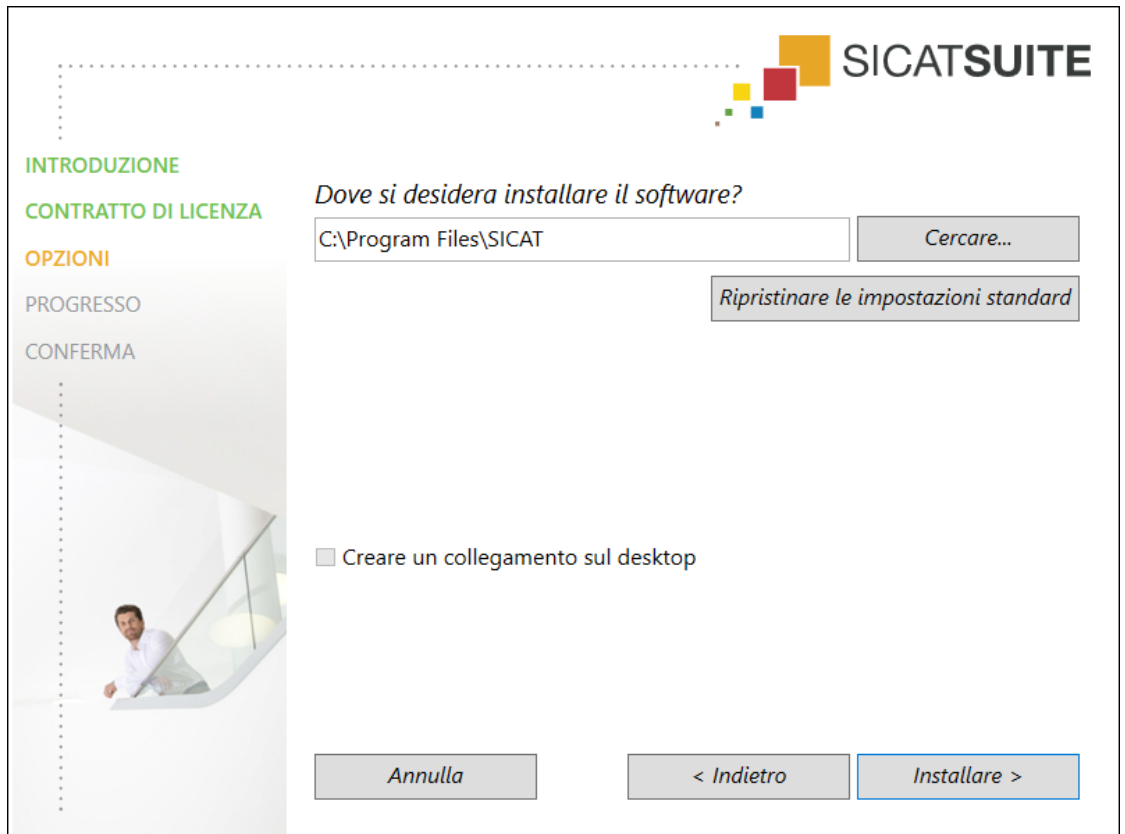 SICATSUITE
INTRODUZIONE
CONTRATTO DI LICENZA
OPZIONI
PROGRESSO
CONFERMA
Dove si desidera installare il software?
C:\Program Files\SICAT
Cercare...
Ripristinare le impostazioni standard
Creare un collegamento sul desktop
Annulla
< Indietro
Installare >